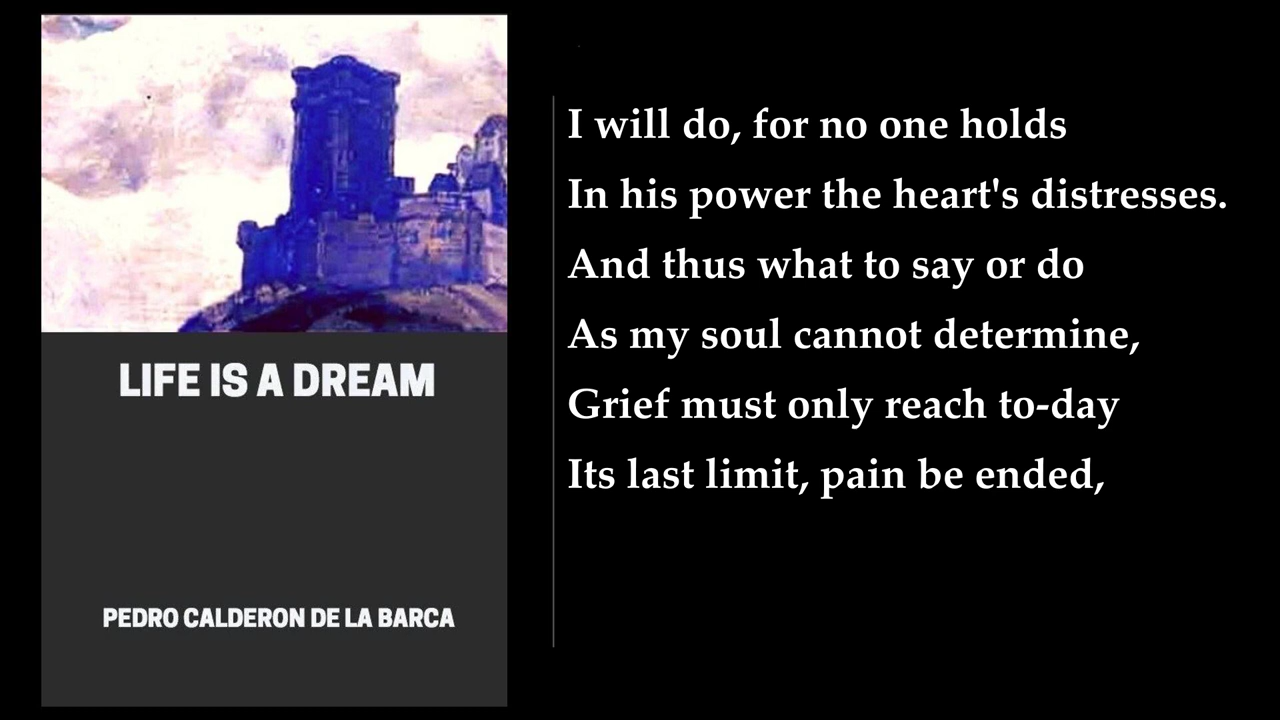 LIFE IS A DREAM
PEDRO CALDERON DE LA BARCA
I will do, for no one holds
In his power the heart's distresses.
And thus what to say or do
As my soul cannot determine,
Grief must only reach to-day
Its last limit, pain be ended,